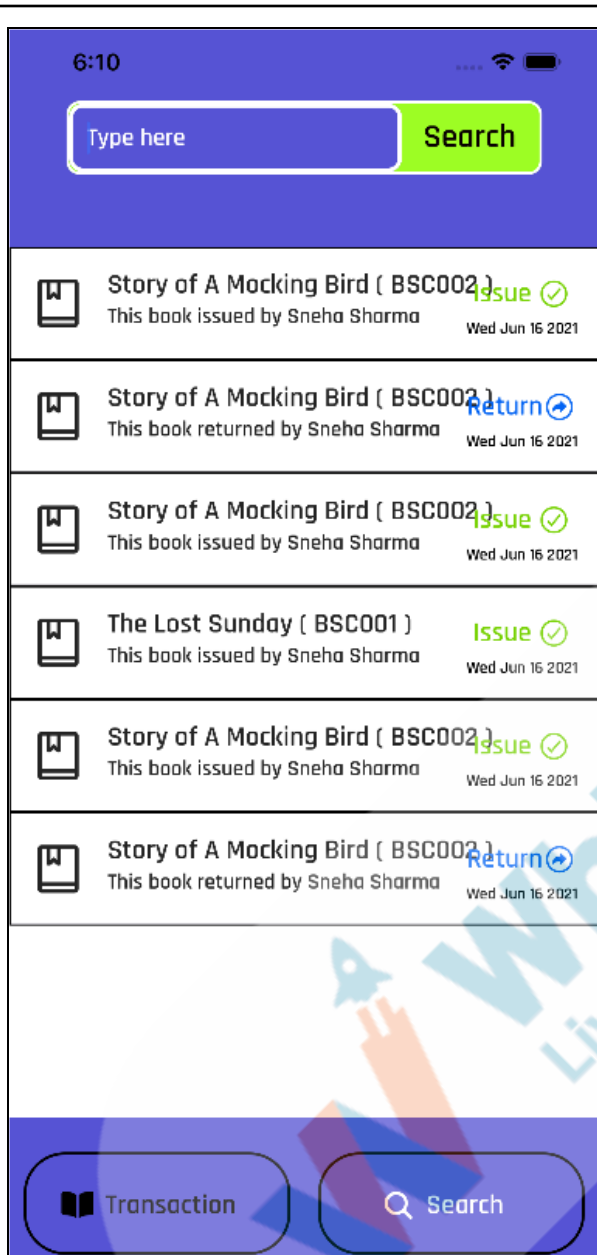 6:10
Type here
Search
Story of A Mocking Bird ( BSC002 )
Issue
This book issued by Sneha Sharma
Wed Jun 16 2021
Story of A Mocking Bird ( BSC002 )
Return
This book returned by Sneha Sharma
Wed Jun 16 2021
Story of A Mocking Bird ( BSC002 )
Issue
This book issued by Sneha Sharma
Wed Jun 16 2021
The Lost Sunday ( BSC001 )
Issue
This book issued by Sneha Sharma
Wed Jun 16 2021
Story of A Mocking Bird ( BSC002 )
Issue
This book issued by Sneha Sharma
Wed Jun 16 2021
Story of A Mocking Bird ( BSC002 )
Return
This book returned by Sneha Sharma
Wed Jun 16 2021
Transaction
Search